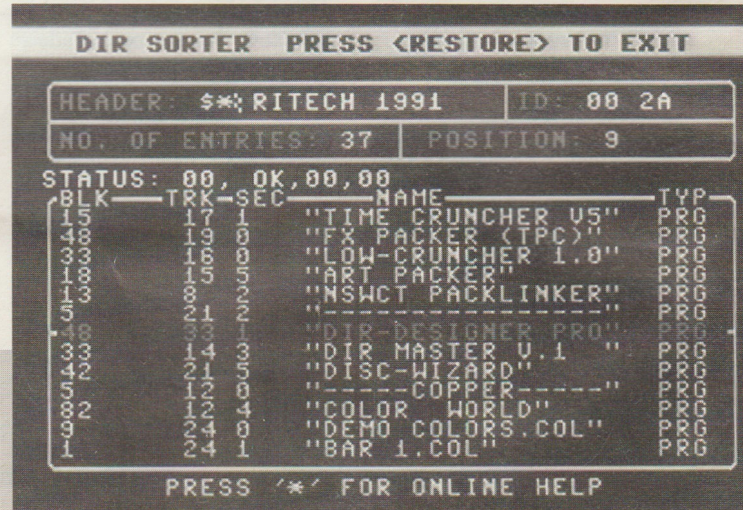 DIR SORTER PRESS <RESTORE> TO EXIT
HEADER: $*RITECH 1991 ID: 00 2A
NO. OF ENTRIES: 37 POSITION: 9
STATUS: 00, OK,00,00
BLK TRK SEC NAME TYP
15 17 1 "TIME CRUNCHER V5" PRG
48 19 0 "FX PACKER (TPC)" PRG
33 16 0 "LOW-CRUNCHER 1.0" PRG
18 15 5 "ART PACKER" PRG
13 8 2 "NSWCT PACKLINKER" PRG
5 21 2 "----------------" PRG
48 33 1 "DIR-DESIGNER PRO" PRG
33 14 3 "DIR MASTER V.1  " PRG
42 21 5 "DISC-WIZARD" PRG
5 12 0 "-----COPPER-----" PRG
82 12 4 "COLOR  WORLD" PRG
9 24 0 "DEMO COLORS.COL" PRG
1 24 1 "BAR 1.COL" PRG
PRESS '*' FOR ONLINE HELP